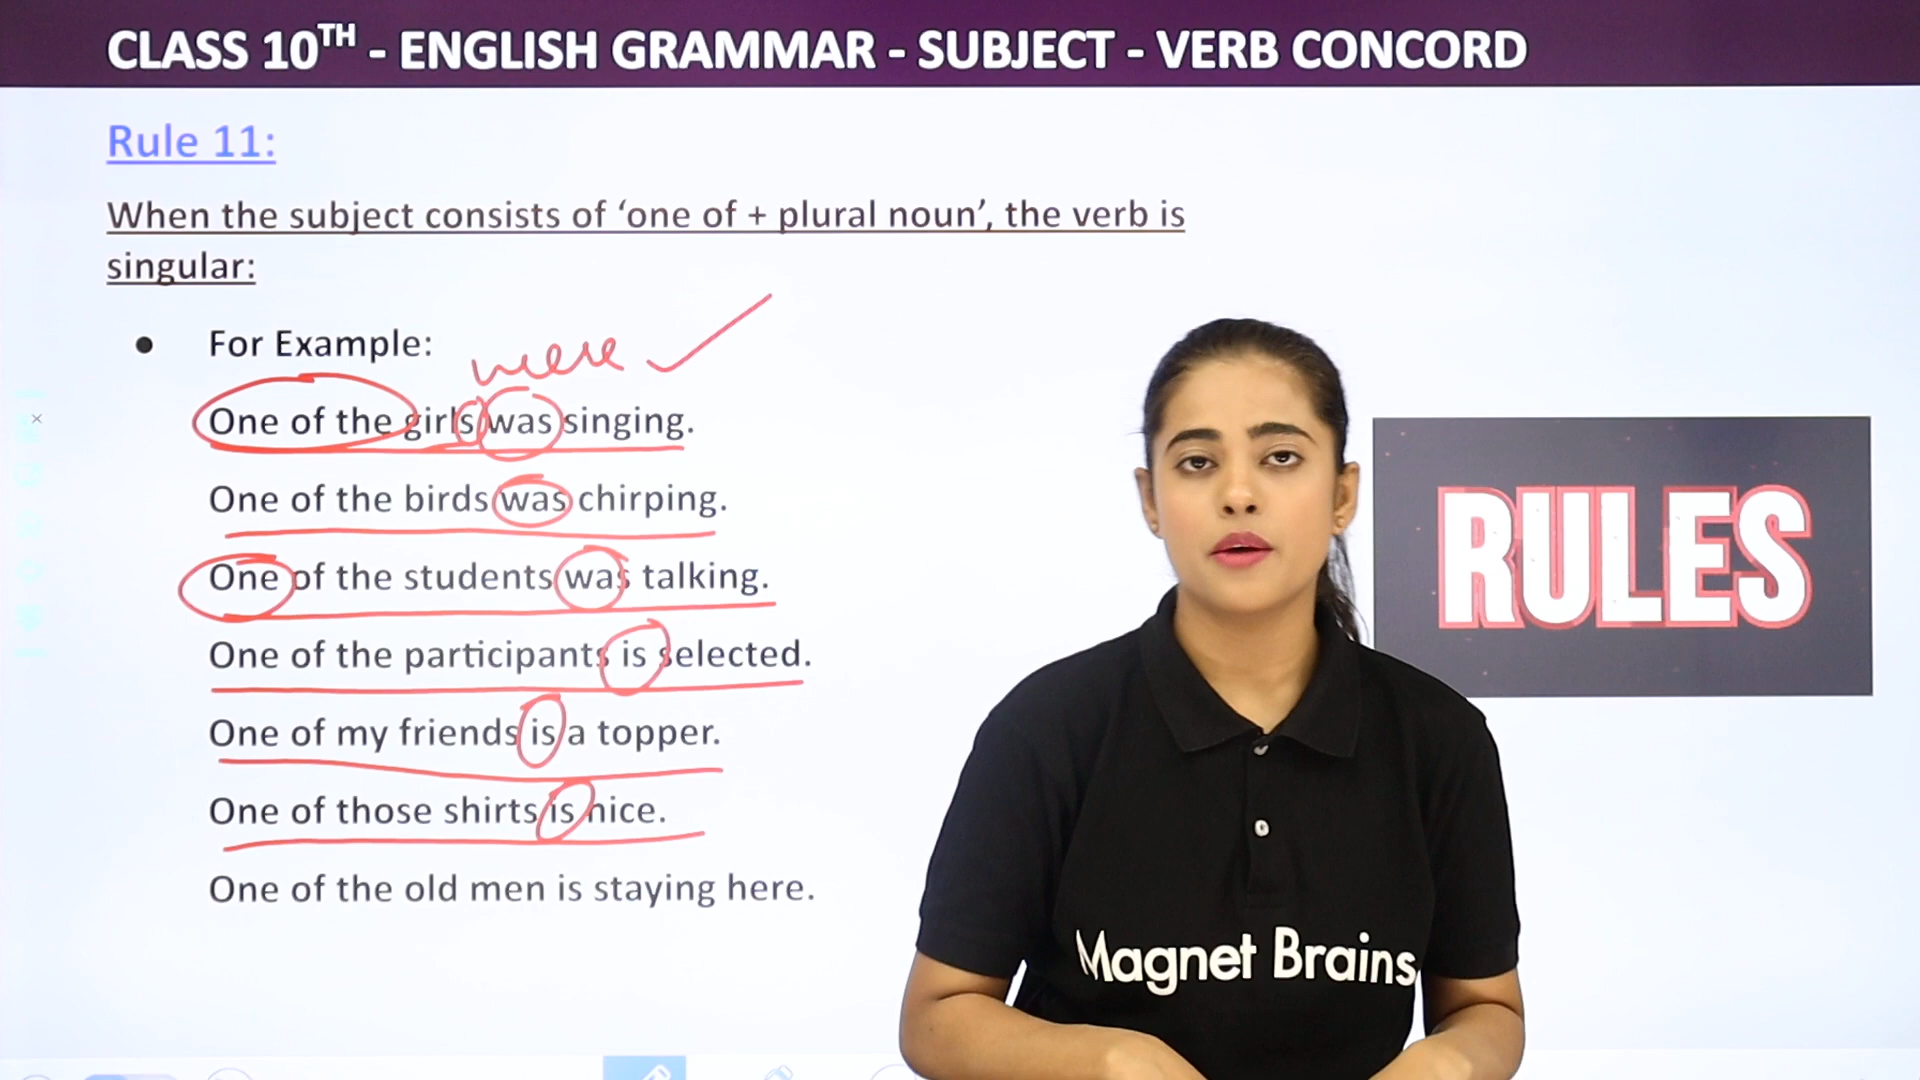 CLASS 10TH - ENGLISH GRAMMAR - SUBJECT - VERB CONCORD
Rule 11:
When the subject consists of ‘one of + plural noun’, the verb is
singular:
● For Example:
were
One of the girls was singing.
One of the birds was chirping.
One of the students was talking.
One of the participants is selected.
One of my friends is a topper.
One of those shirts is nice.
One of the old men is staying here.
RULES
Magnet Brains